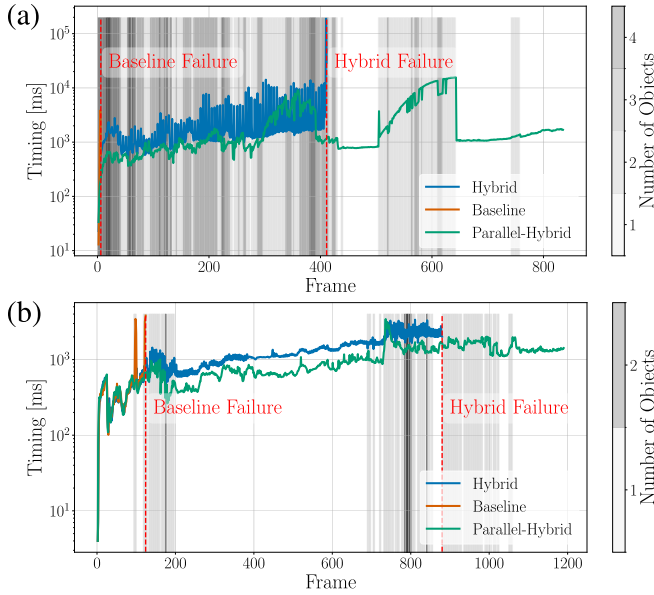 (a)
10⁵
10⁴
10³
10²
10¹
Timing [ms]
Baseline Failure
Hybrid Failure
Hybrid
Baseline
Parallel-Hybrid
0
200
400
600
800
Frame
4
3
2
1
Number of Objects
(b)
10³
10²
10¹
Timing [ms]
Baseline Failure
Hybrid Failure
Hybrid
Baseline
Parallel-Hybrid
0
200
400
600
800
1000
1200
Frame
2
1
Number of Objects